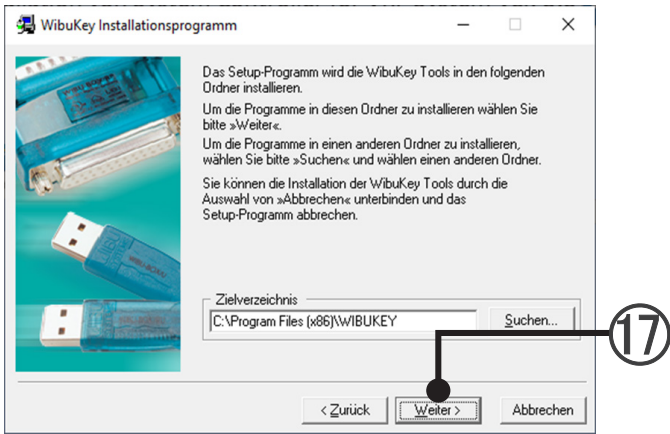 WibuKey Installationsprogramm
Das Setup-Programm wird die WibuKey Tools in den folgenden
Ordner installieren.
Um die Programme in diesen Ordner zu installieren wählen Sie
bitte »Weiter«.
Um die Programme in einen anderen Ordner zu installieren,
wählen Sie bitte »Suchen« und wählen einen anderen Ordner.
Sie können die Installation der WibuKey Tools durch die
Auswahl von »Abbrechen« unterbinden und das
Setup-Programm abbrechen.
Zielverzeichnis
C:\Program Files (x86)\WIBUKEY
Suchen...
17
< Zurück
Weiter >
Abbrechen